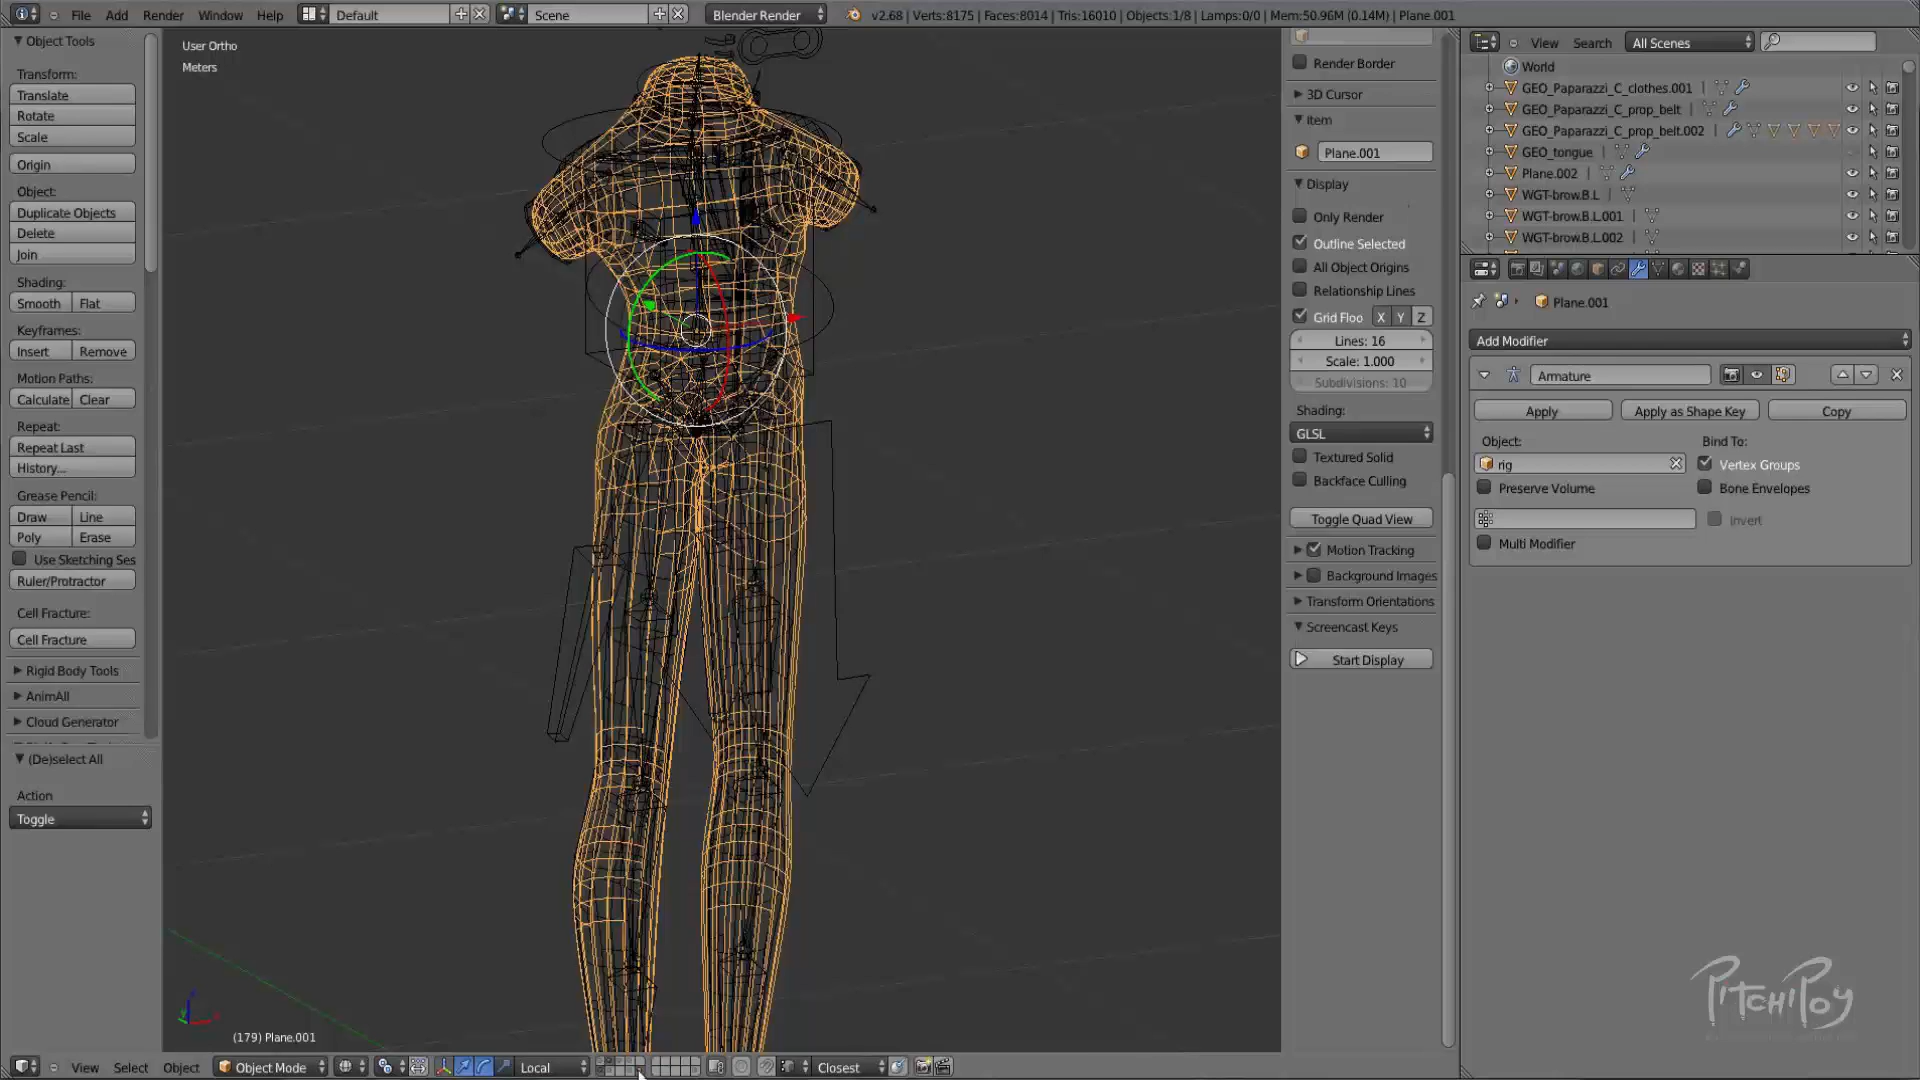 File Add Render Window Help Default Scene Blender Render v2.68 | Verts:8175 | Faces:8014 | Tris:16010 | Objects:1/8 | Lamps:0/0 | Mem:50.96M (0.14M) | Plane.001
Object Tools
Transform:
Translate
Rotate
Scale
Origin
Object:
Duplicate Objects
Delete
Join
Shading:
Smooth Flat
Keyframes:
Insert Remove
Motion Paths:
Calculate Clear
Repeat:
Repeat Last
History...
Grease Pencil:
Draw Line
Poly Erase
Use Sketching Ses
Ruler/Protractor
Cell Fracture:
Cell Fracture
Rigid Body Tools
AnimAll
Cloud Generator
(De)select All
Action
Toggle
User Ortho
Meters
(179) Plane.001
View Select Object Object Mode Local Closest
Render Border
3D Cursor
Item
Plane.001
Display
Only Render
Outline Selected
All Object Origins
Relationship Lines
Grid Floo X Y Z
Lines: 16
Scale: 1.000
Subdivisions: 10
Shading:
GLSL
Textured Solid
Backface Culling
Toggle Quad View
Motion Tracking
Background Images
Transform Orientations
Screencast Keys
Start Display
View Search All Scenes
World
GEO_Paparazzi_C_clothes.001
GEO_Paparazzi_C_prop_belt
GEO_Paparazzi_C_prop_belt.002
GEO_tongue
Plane.002
WGT-brow.B.L
WGT-brow.B.L.001
WGT-brow.B.L.002
Plane.001
Add Modifier
Armature
Apply Apply as Shape Key Copy
Object: Bind To:
rig Vertex Groups
Preserve Volume Bone Envelopes
Invert
Multi Modifier
PitchiPoy